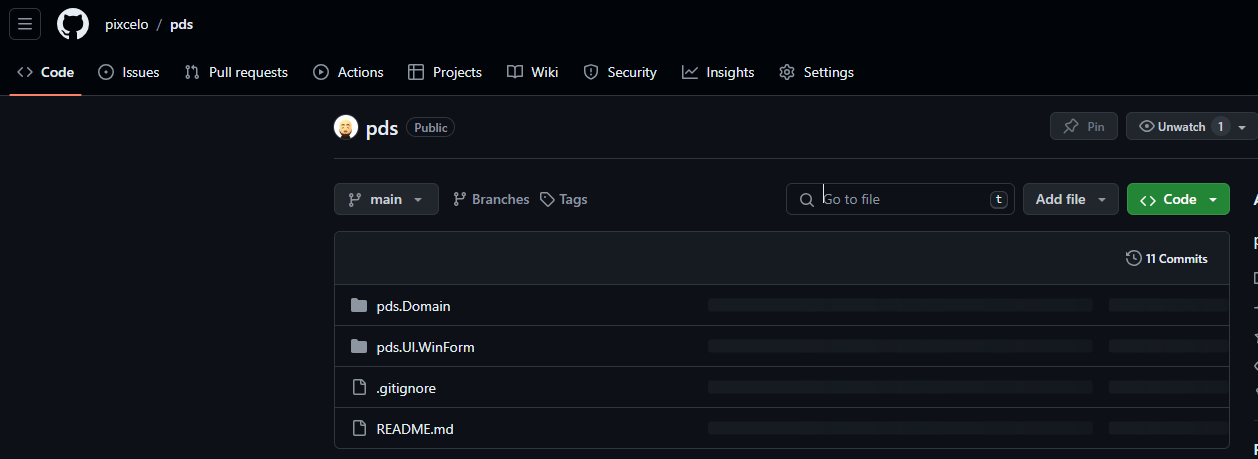 pixcelo / pds
Code Issues Pull requests Actions Projects Wiki Security Insights Settings
pds Public Pin Unwatch 1
main Branches Tags Go to file t Add file Code
11 Commits
pds.Domain
pds.UI.WinForm
.gitignore
README.md